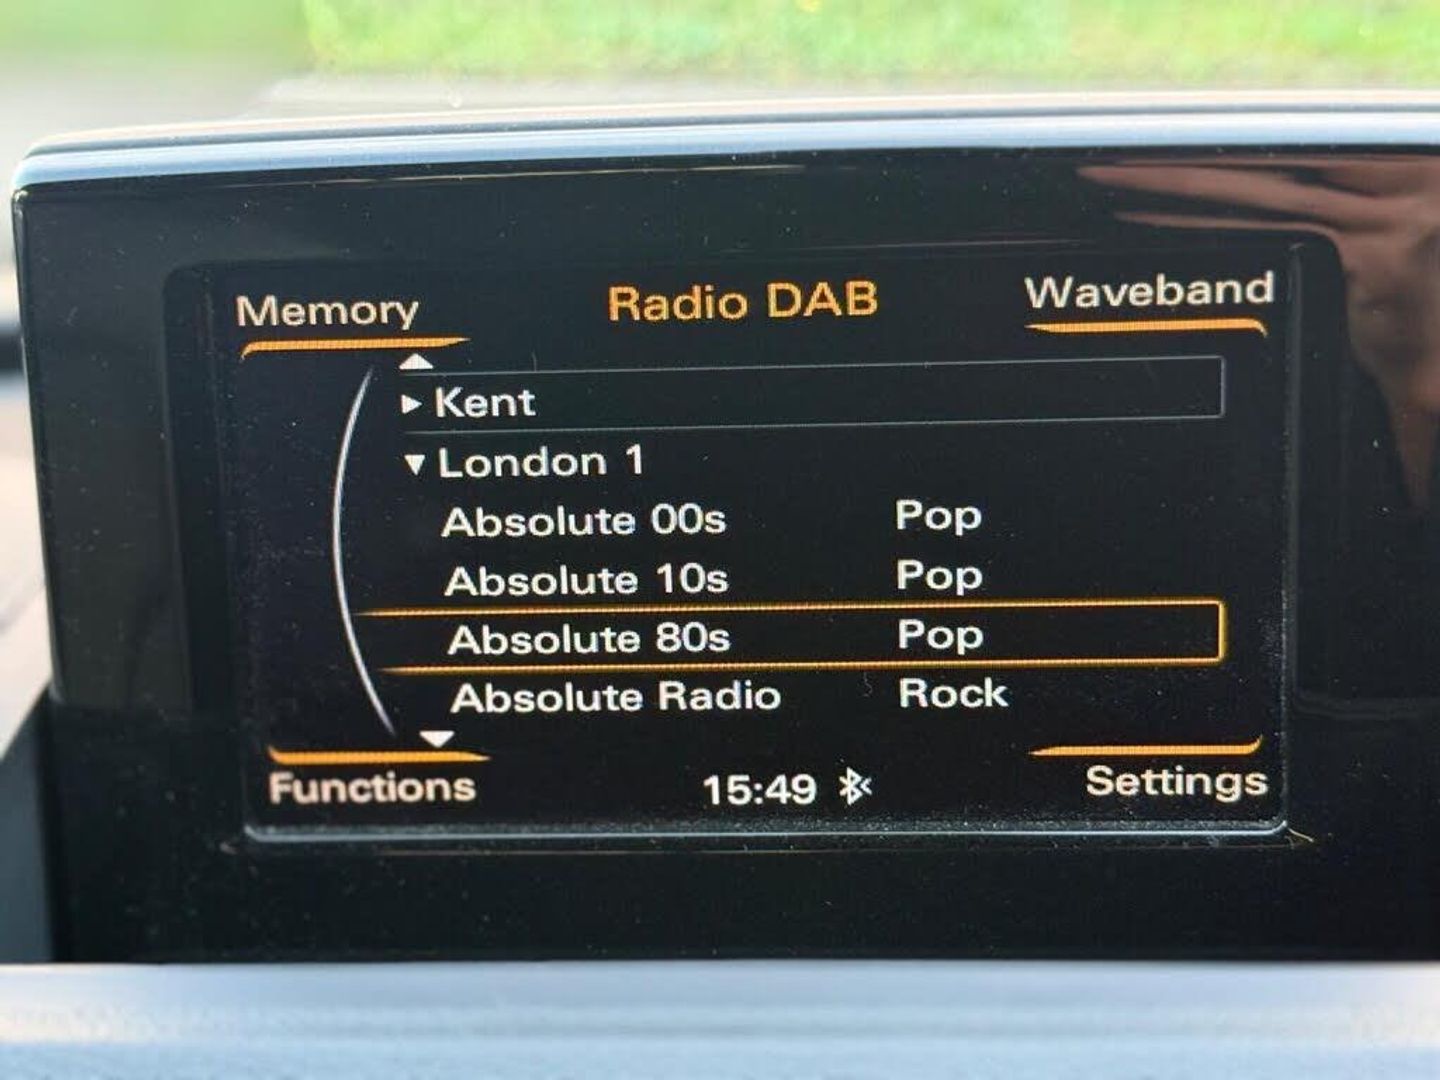 Memory Radio DAB Waveband
Kent
London 1
Absolute 00s Pop
Absolute 10s Pop
Absolute 80s Pop
Absolute Radio Rock
Functions 15:49 Settings